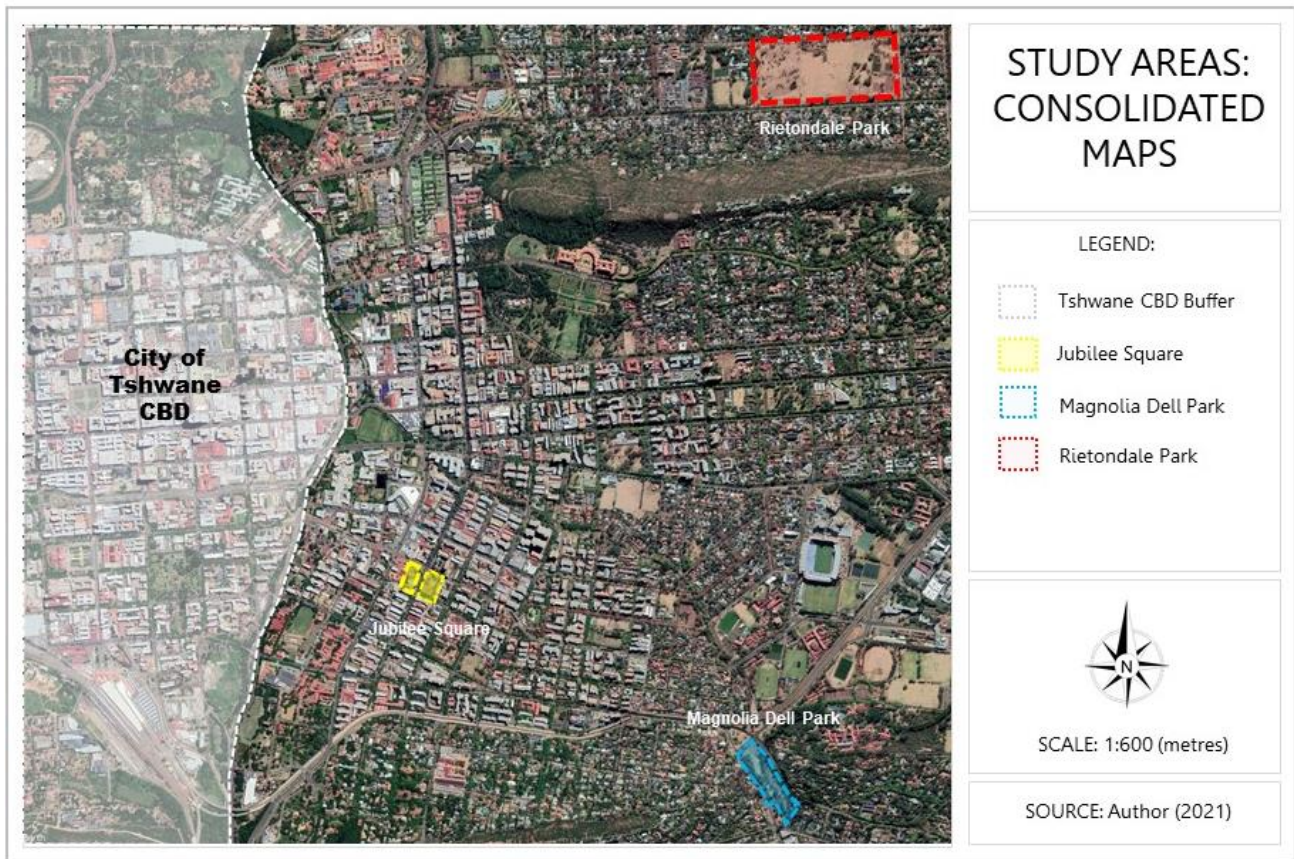 STUDY AREAS:
CONSOLIDATED
MAPS
LEGEND:
Tshwane CBD Buffer
Jubilee Square
Magnolia Dell Park
Rietondale Park
N
SCALE: 1:600 (metres)
SOURCE: Author (2021)
Rietondale Park
City of
Tshwane
CBD
Jubilee Square
Magnolia Dell Park